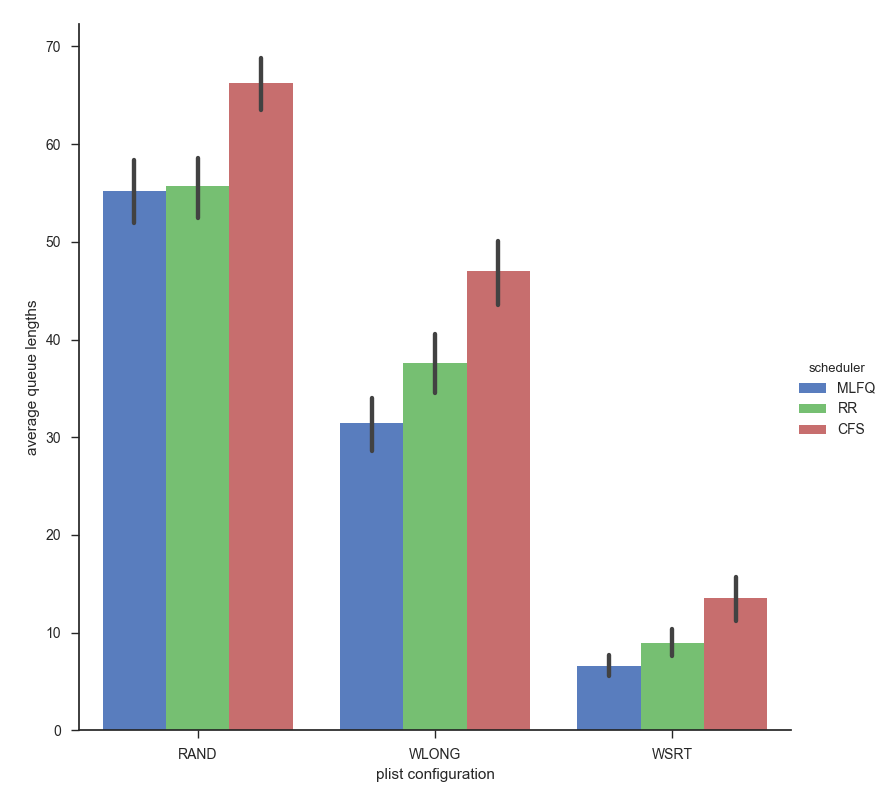 70
60
50
40
30
20
10
0
average queue lengths
RAND
WLONG
WSRT
plist configuration
scheduler
MLFQ
RR
CFS